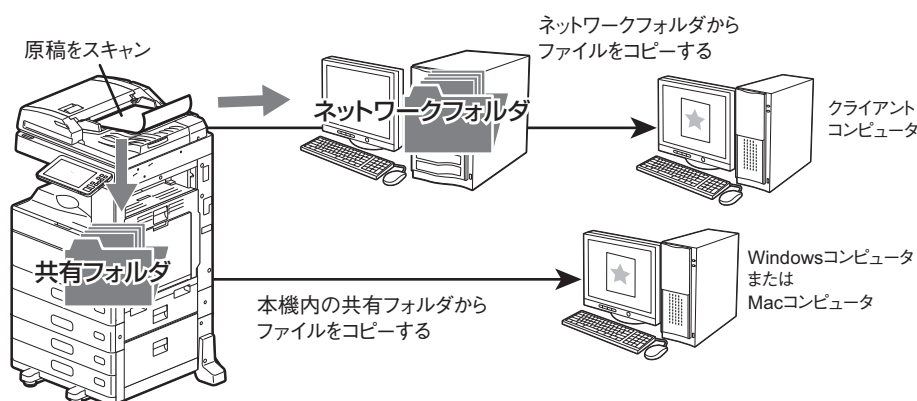 原稿をスキャン
ネットワークフォルダから
ファイルをコピーする
ネットワークフォルダ
クライアント
コンピュータ
共有フォルダ
本機内の共有フォルダから
ファイルをコピーする
Windowsコンピュータ
または
Macコンピュータ